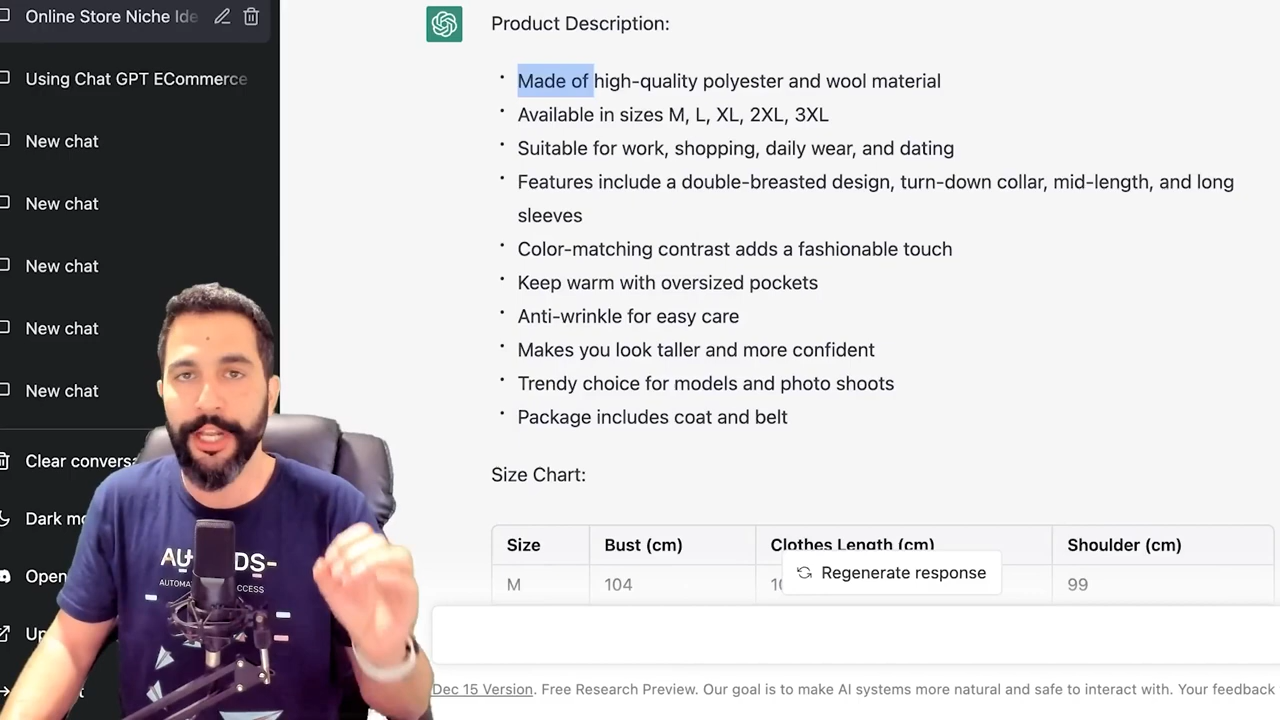 Online Store Niche Ide
Using Chat GPT ECommerce
New chat
New chat
New chat
New chat
New chat
Clear conversa
Dark mo
Open
Up
Product Description:
Made of high-quality polyester and wool material
Available in sizes M, L, XL, 2XL, 3XL
Suitable for work, shopping, daily wear, and dating
Features include a double-breasted design, turn-down collar, mid-length, and long
sleeves
Color-matching contrast adds a fashionable touch
Keep warm with oversized pockets
Anti-wrinkle for easy care
Makes you look taller and more confident
Trendy choice for models and photo shoots
Package includes coat and belt
Size Chart:
Size Bust (cm) Clothes Length (cm) Shoulder (cm)
M 104 10 99
Regenerate response
Dec 15 Version. Free Research Preview. Our goal is to make AI systems more natural and safe to interact with. Your feedback